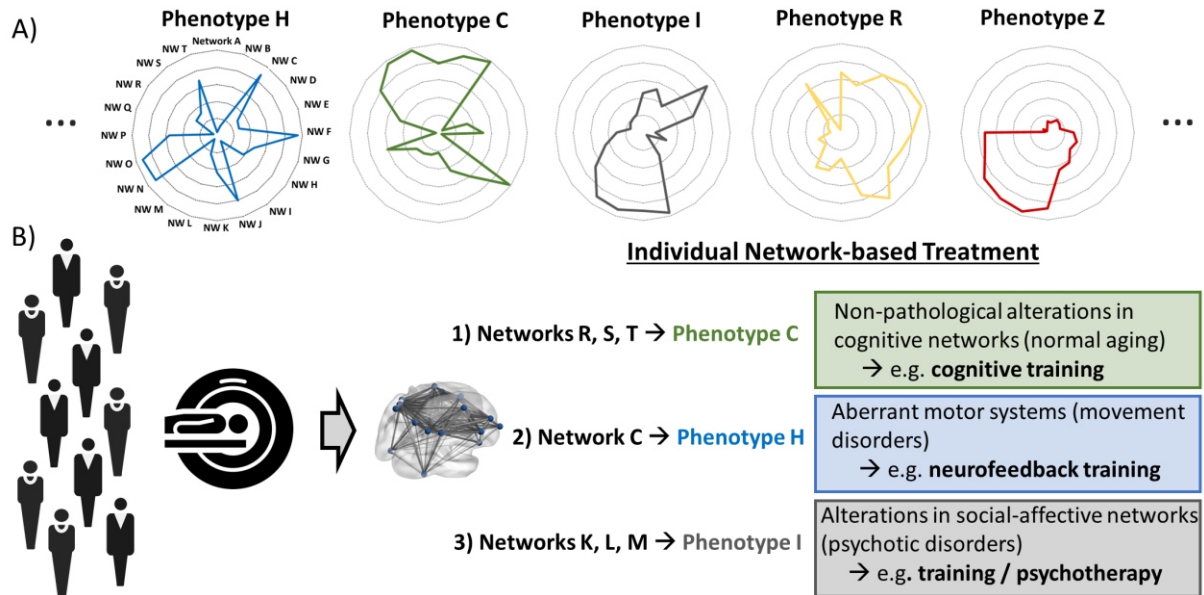 A)
Phenotype H
Phenotype C
Phenotype I
Phenotype R
Phenotype Z
Network A
NW B
NW C
NW D
NW E
NW F
NW G
NW H
NW I
NW J
NW K
NW L
NW M
NW N
NW O
NW P
NW Q
NW R
NW S
NW T
...
...
B)
Individual Network-based Treatment
1) Networks R, S, T → Phenotype C
Non-pathological alterations in
cognitive networks (normal aging)
→ e.g. cognitive training
2) Network C → Phenotype H
Aberrant motor systems (movement
disorders)
→ e.g. neurofeedback training
3) Networks K, L, M → Phenotype I
Alterations in social-affective networks
(psychotic disorders)
→ e.g. training / psychotherapy